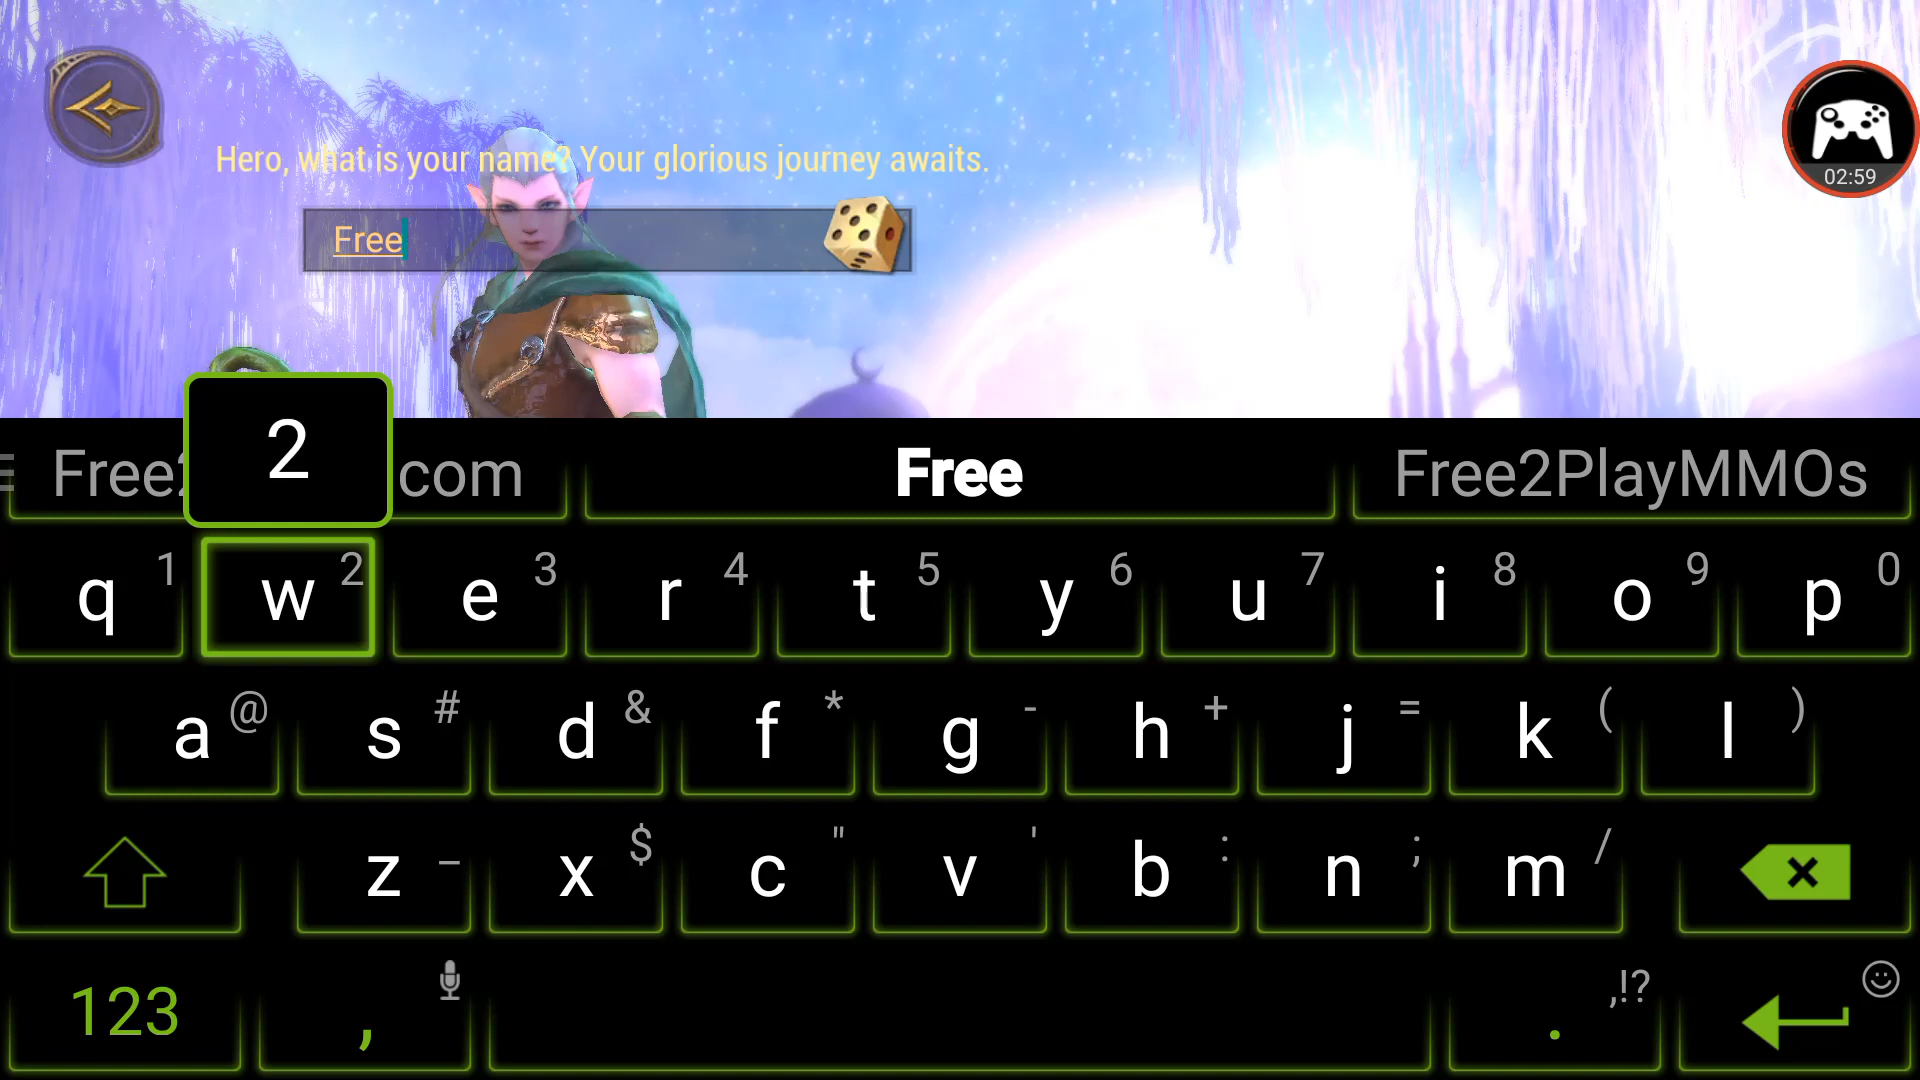 Hero, what is your name? Your glorious journey awaits.
02:59
Free
2
Free2 com Free Free2PlayMMOs
q 1 w 2 e 3 r 4 t 5 y 6 u 7 i 8 o 9 p 0
a @ s # d & f * g - h + j = k ( l )
z _ x $ c " v ' b : n ; m /
123 , . ,!?